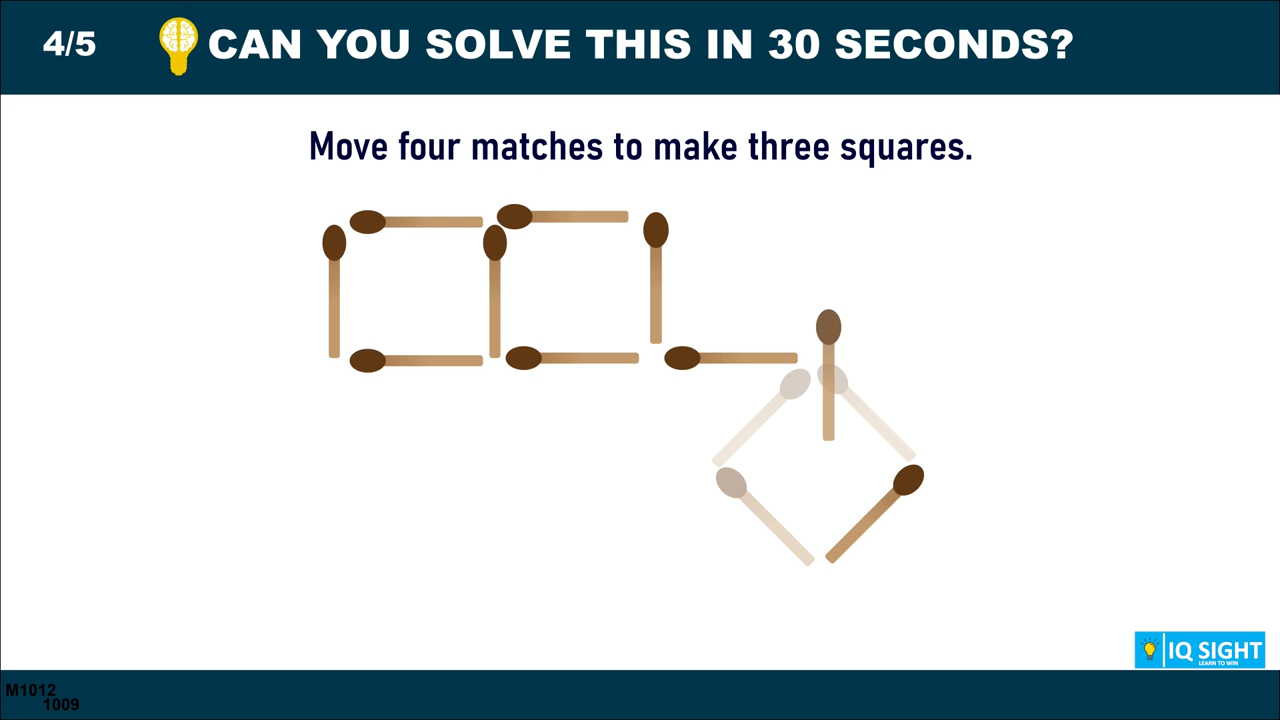 4/5
CAN YOU SOLVE THIS IN 30 SECONDS?
Move four matches to make three squares.
IQ SIGHT
LEARN TO WIN
M1012
1009